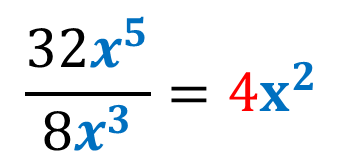 32x⁵
8x³ = 4x²